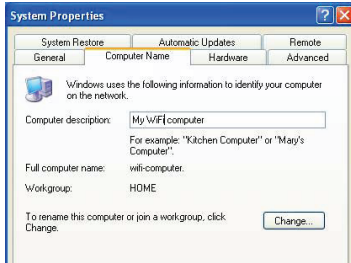 System Properties
System Restore Automatic Updates Remote
General Computer Name Hardware Advanced
Windows uses the following information to identify your computer
on the network.
Computer description: My WiFi computer
For example: "Kitchen Computer" or "Mary's
Computer".
Full computer name: wifi-computer.
Workgroup: HOME
To rename this computer or join a workgroup, click
Change.
Change...